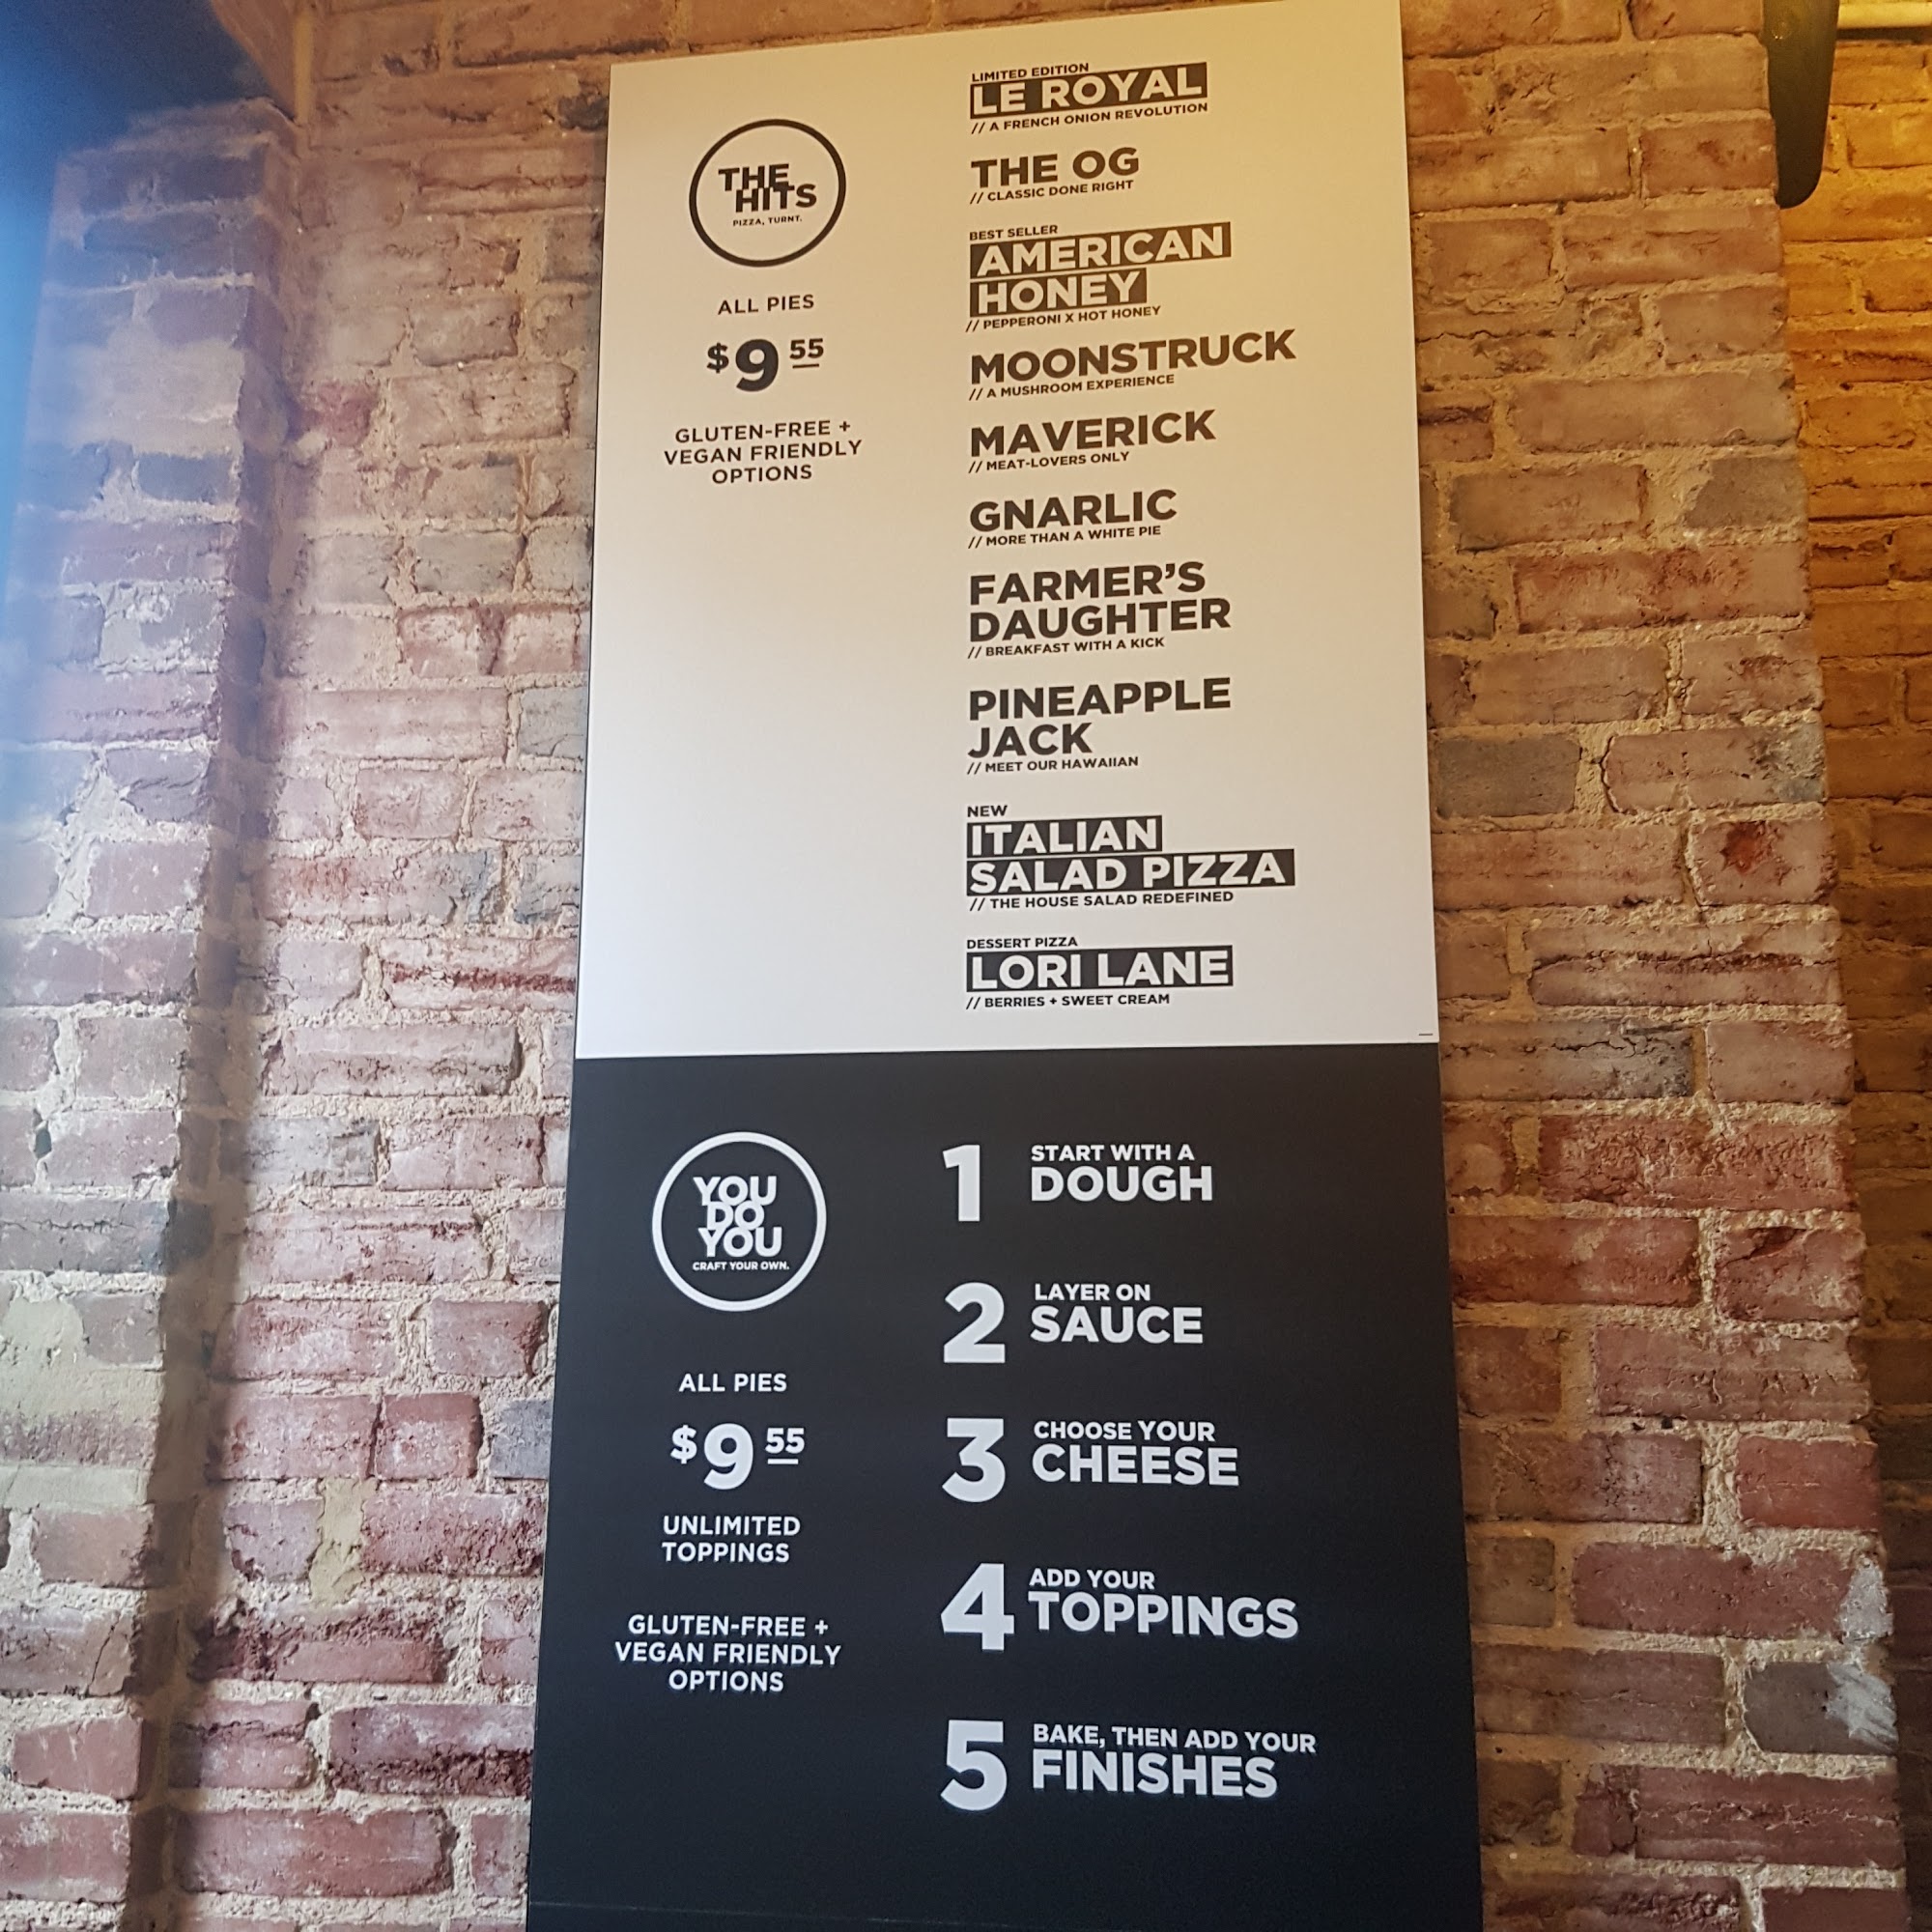 THE
HITS
PIZZA, TURNT.
ALL PIES
$9 55
GLUTEN-FREE +
VEGAN FRIENDLY
OPTIONS
LIMITED EDITION
LE ROYAL
// A FRENCH ONION REVOLUTION
THE OG
// CLASSIC DONE RIGHT
BEST SELLER
AMERICAN
HONEY
// PEPPERONI X HOT HONEY
MOONSTRUCK
// A MUSHROOM EXPERIENCE
MAVERICK
// MEAT-LOVERS ONLY
GNARLIC
// MORE THAN A WHITE PIE
FARMER'S
DAUGHTER
// BREAKFAST WITH A KICK
PINEAPPLE
JACK
// MEET OUR HAWAIIAN
NEW
ITALIAN
SALAD PIZZA
// THE HOUSE SALAD REDEFINED
DESSERT PIZZA
LORI LANE
// BERRIES + SWEET CREAM
YOU
DO
YOU
CRAFT YOUR OWN.
ALL PIES
$9 55
UNLIMITED
TOPPINGS
GLUTEN-FREE +
VEGAN FRIENDLY
OPTIONS
1 START WITH A
DOUGH
2 LAYER ON
SAUCE
3 CHOOSE YOUR
CHEESE
4 ADD YOUR
TOPPINGS
5 BAKE, THEN ADD YOUR
FINISHES